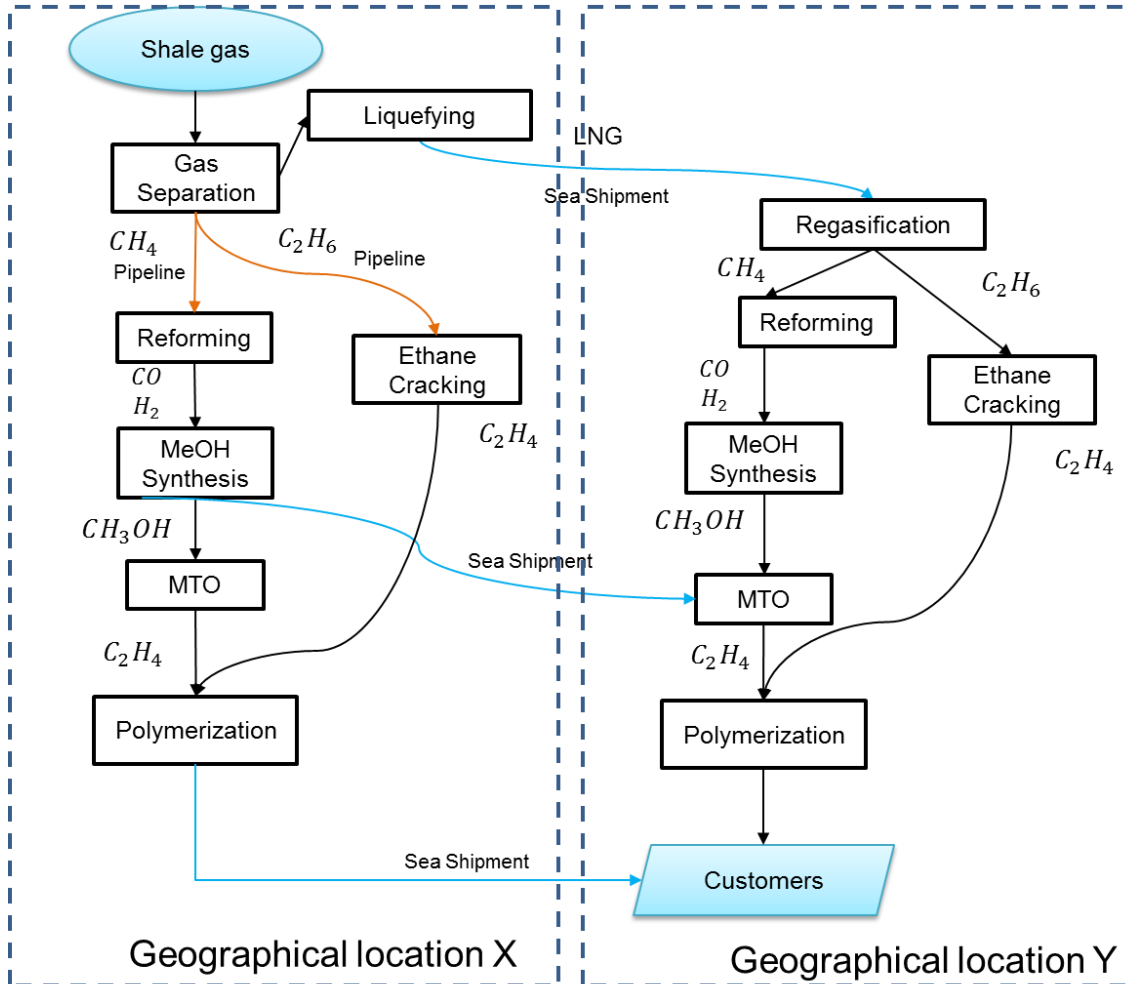 Shale gas
Liquefying
LNG
Gas
Separation
Sea Shipment
Regasification
CH₄
Pipeline
C₂H₆
Pipeline
CH₄
C₂H₆
Reforming
Reforming
Ethane
Cracking
Ethane
Cracking
CO
H₂
CO
H₂
C₂H₄
MeOH
Synthesis
MeOH
Synthesis
C₂H₄
CH₃OH
CH₃OH
Sea Shipment
MTO
MTO
C₂H₄
C₂H₄
Polymerization
Polymerization
Sea Shipment
Customers
Geographical location X
Geographical location Y